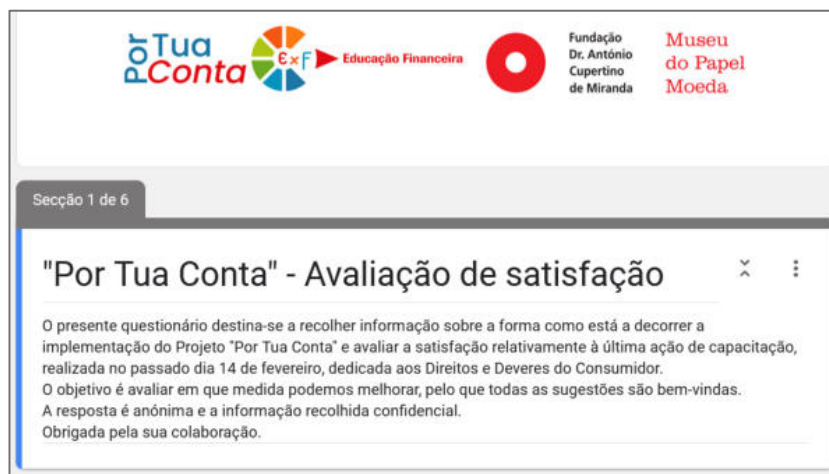 Por Tua
Conta
€xF
Educação Financeira
Fundação
Dr. António
Cupertino
de Miranda
Museu
do Papel
Moeda
Secção 1 de 6
"Por Tua Conta" - Avaliação de satisfação
O presente questionário destina-se a recolher informação sobre a forma como está a decorrer a
implementação do Projeto "Por Tua Conta" e avaliar a satisfação relativamente à última ação de capacitação,
realizada no passado dia 14 de fevereiro, dedicada aos Direitos e Deveres do Consumidor.
O objetivo é avaliar em que medida podemos melhorar, pelo que todas as sugestões são bem-vindas.
A resposta é anónima e a informação recolhida confidencial.
Obrigada pela sua colaboração.